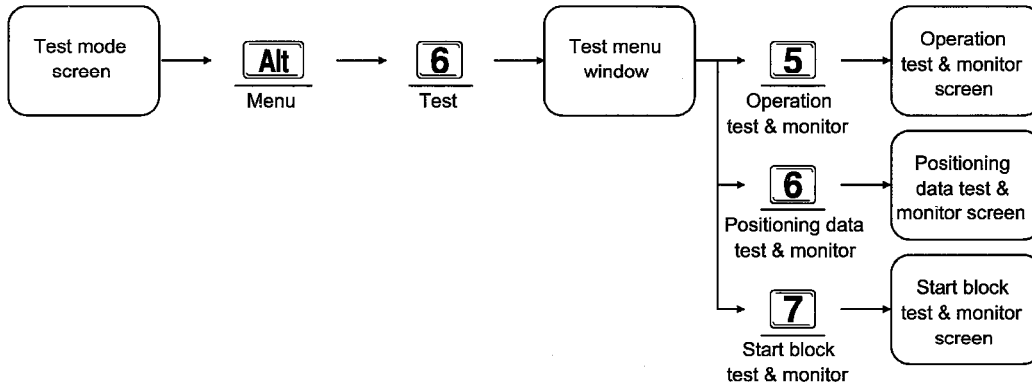 Test mode
screen
Alt
Menu
6
Test
Test menu
window
5
Operation
test & monitor
Operation
test & monitor
screen
6
Positioning data
test & monitor
Positioning
data test &
monitor screen
7
Start block
test & monitor
Start block
test & monitor
screen